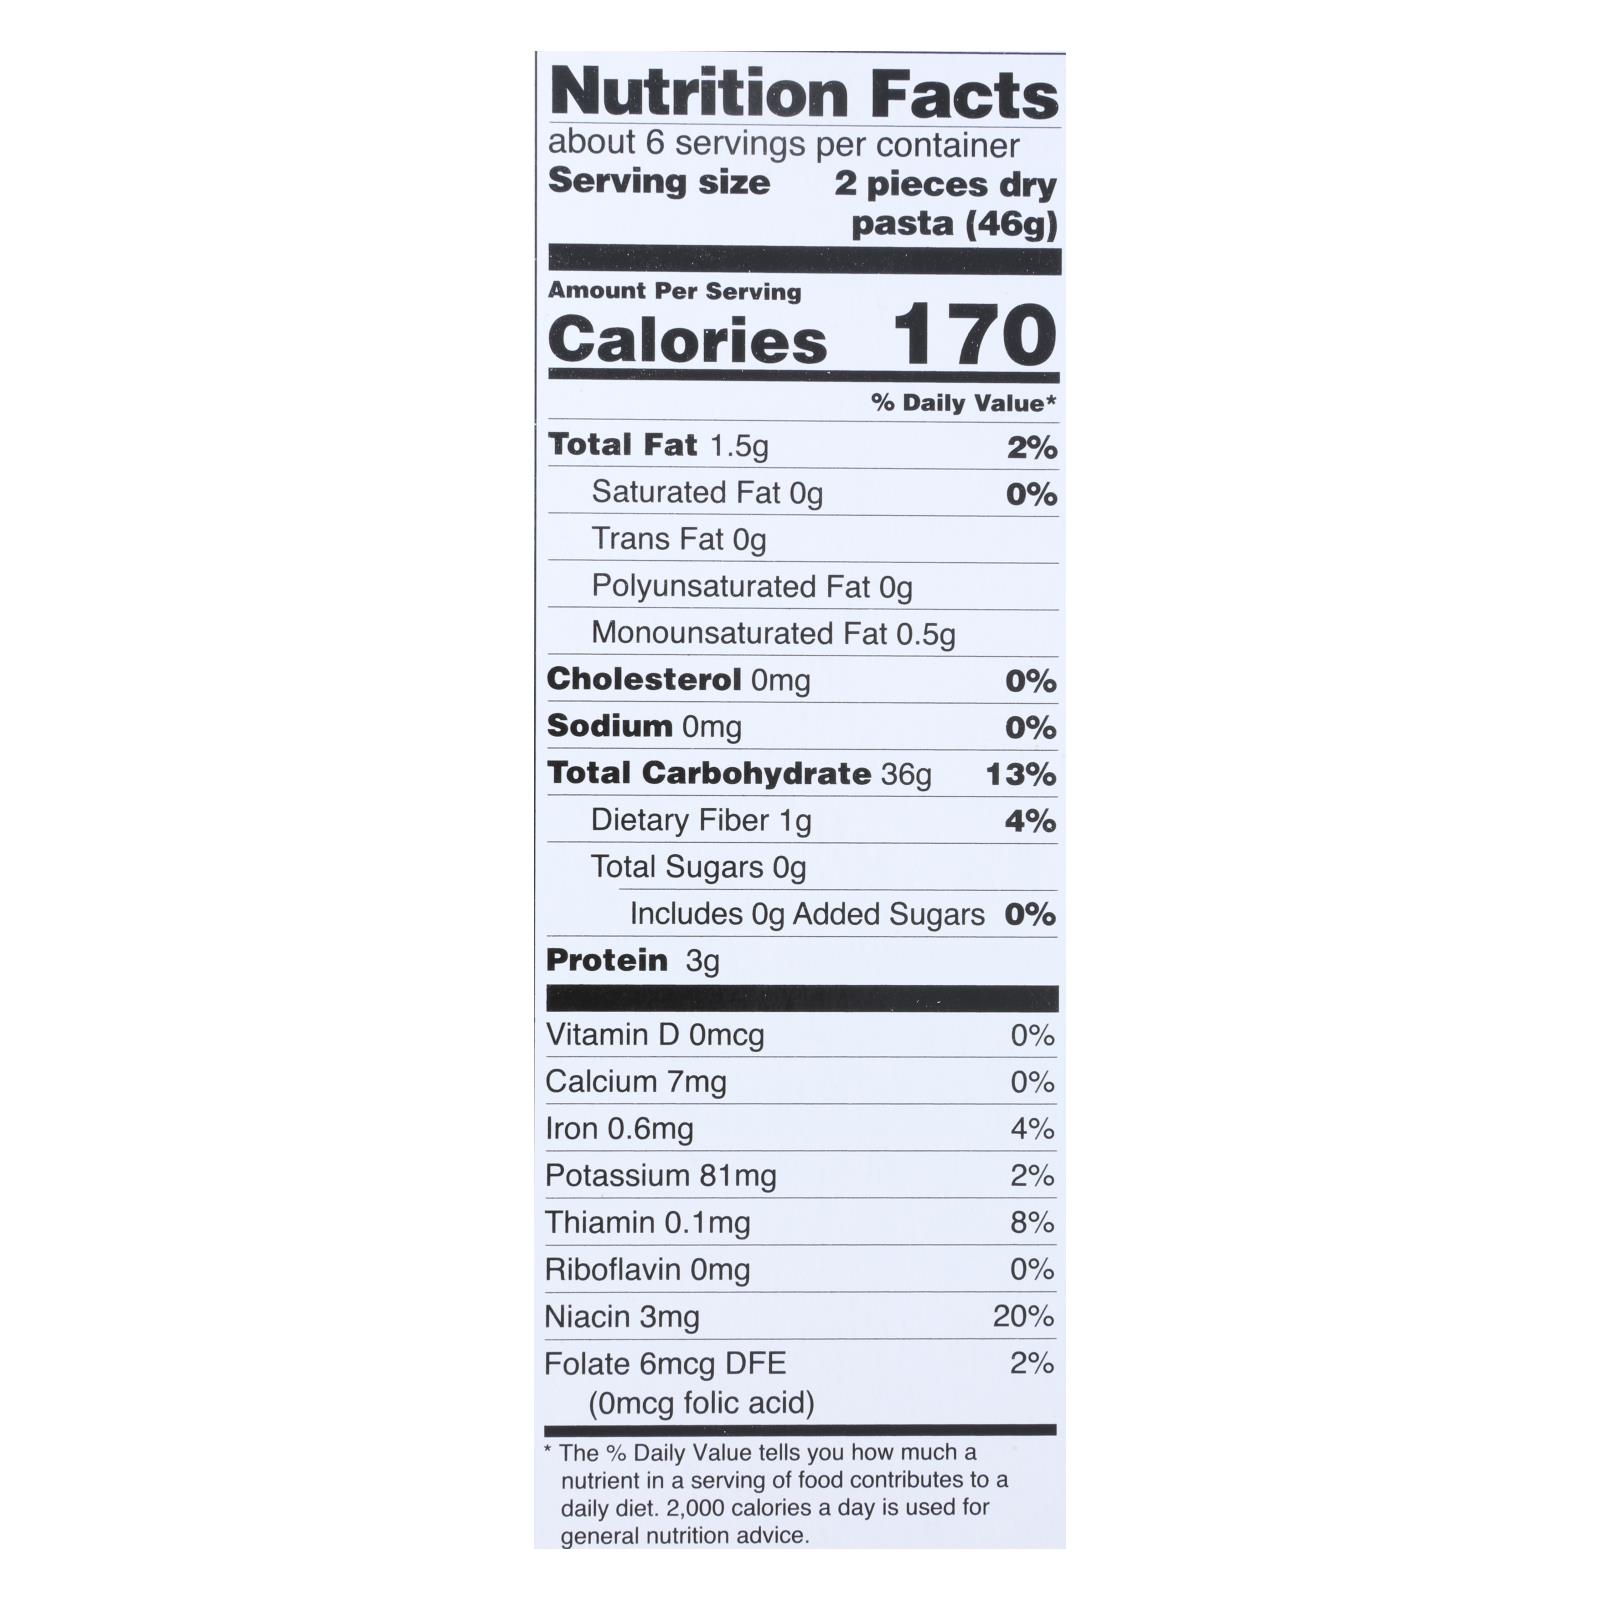 Nutrition Facts
about 6 servings per container
Serving size 2 pieces dry
pasta (46g)
Amount Per Serving
Calories 170
% Daily Value*
Total Fat 1.5g 2%
Saturated Fat 0g 0%
Trans Fat 0g
Polyunsaturated Fat 0g
Monounsaturated Fat 0.5g
Cholesterol 0mg 0%
Sodium 0mg 0%
Total Carbohydrate 36g 13%
Dietary Fiber 1g 4%
Total Sugars 0g
Includes 0g Added Sugars 0%
Protein 3g
Vitamin D 0mcg 0%
Calcium 7mg 0%
Iron 0.6mg 4%
Potassium 81mg 2%
Thiamin 0.1mg 8%
Riboflavin 0mg 0%
Niacin 3mg 20%
Folate 6mcg DFE 2%
(0mcg folic acid)
* The % Daily Value tells you how much a
nutrient in a serving of food contributes to a
daily diet. 2,000 calories a day is used for
general nutrition advice.